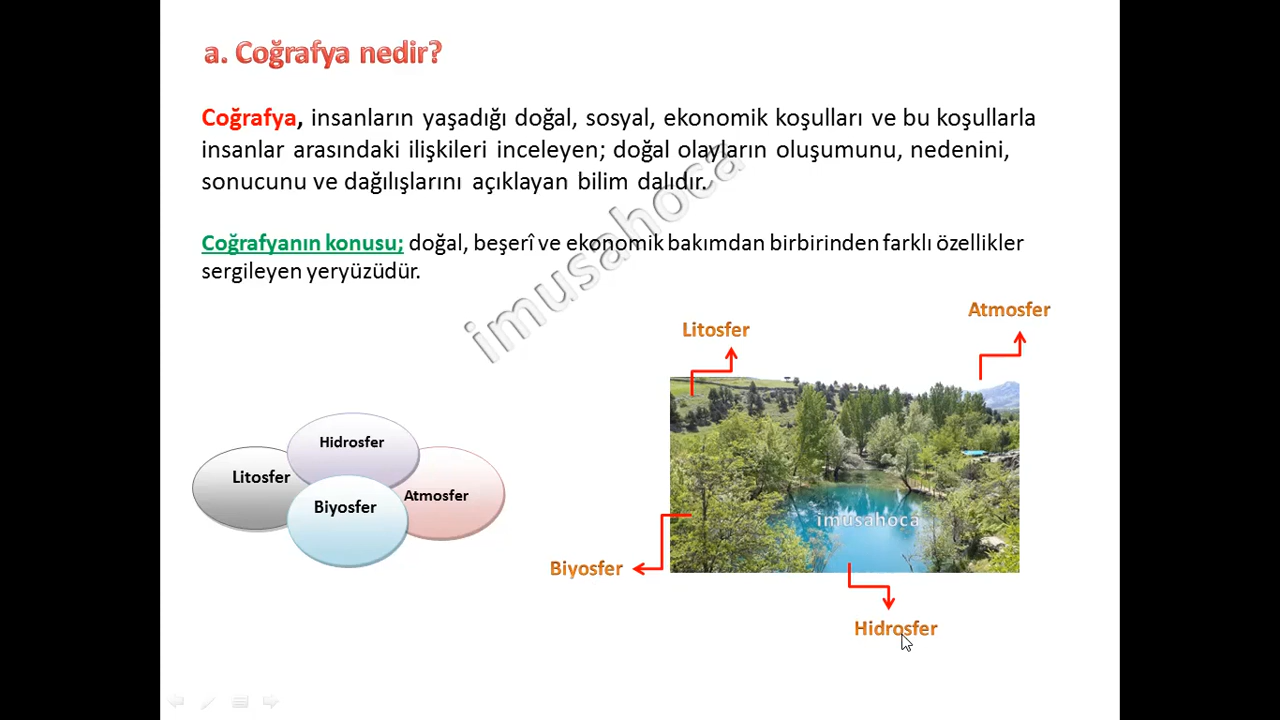 a. Coğrafya nedir?
Coğrafya, insanların yaşadığı doğal, sosyal, ekonomik koşulları ve bu koşullarla
insanlar arasındaki ilişkileri inceleyen; doğal olayların oluşumunu, nedenini,
sonucunu ve dağılışlarını açıklayan bilim dalıdır.
imusahoca
Coğrafyanın konusu; doğal, beşerî ve ekonomik bakımdan birbirinden farklı özellikler
sergileyen yeryüzüdür.
Atmosfer
Litosfer
Hidrosfer
Litosfer
Atmosfer
Biyosfer
imusahoca
Biyosfer
Hidrosfer